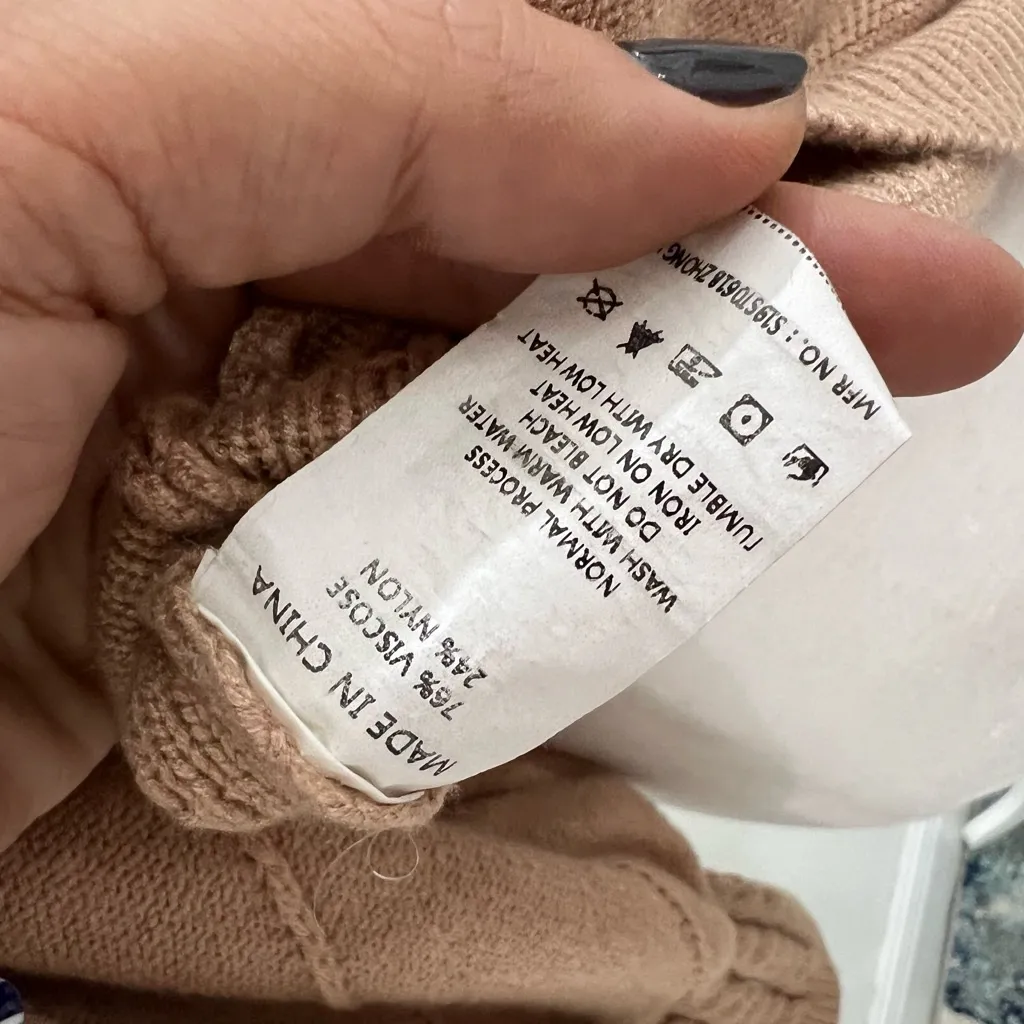 MADE IN CHINA
76% VISCOSE
24% NYLON
NORMAL PROCESS
WASH WITH WARM WATER
DO NOT BLEACH
IRON ON LOW HEAT
TUMBLE DRY WITH LOW HEAT
MFR NO.: S19STD618 ZHONG